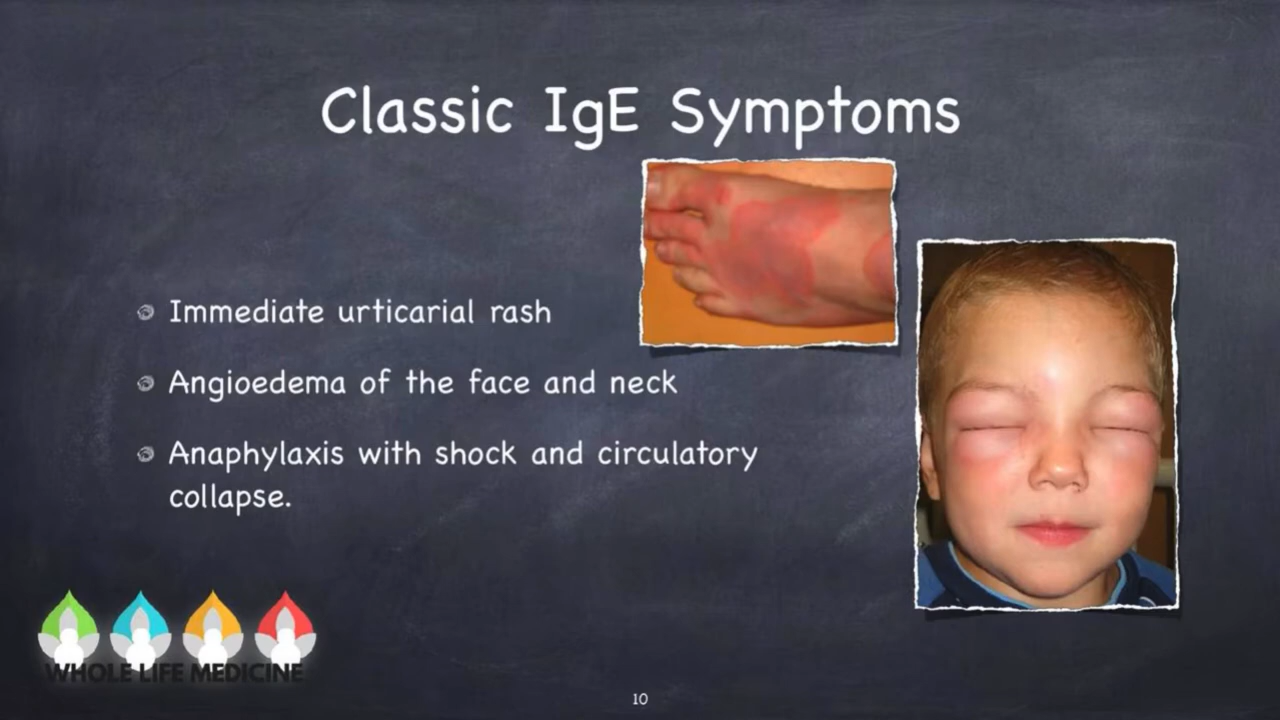 Classic IgE Symptoms
Immediate urticarial rash
Angioedema of the face and neck
Anaphylaxis with shock and circulatory
collapse.
WHOLE LIFE MEDICINE
10